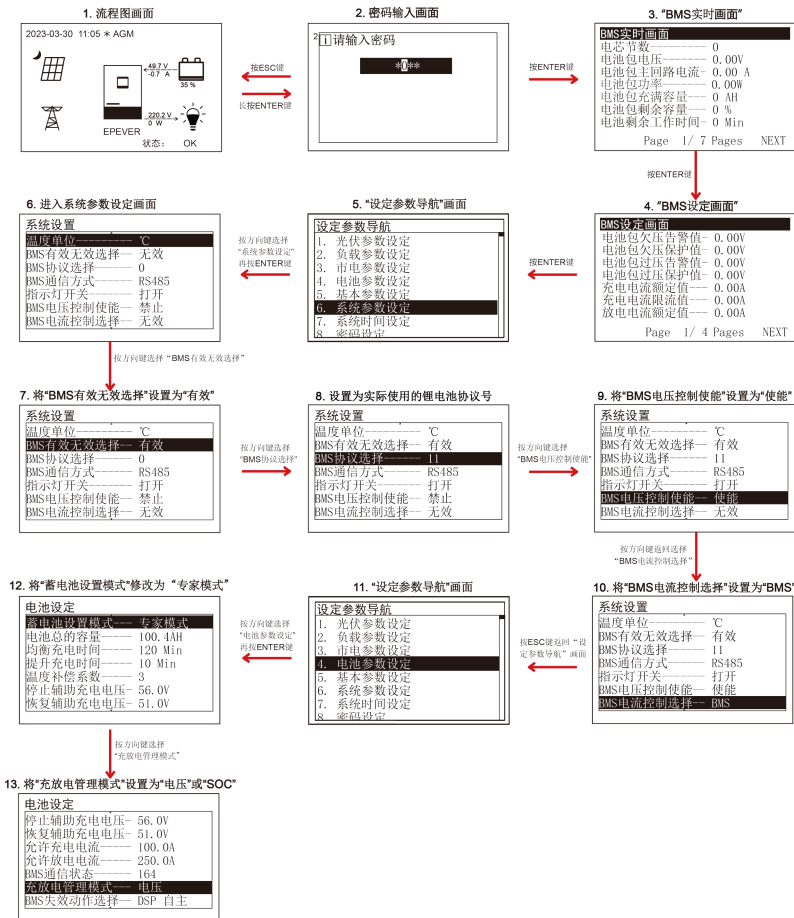 1. 流程图画面
2023-03-30 11:05 ☀ AGM
49.7 V
-0.7 A
35 %
220.2 V
0 W
EPEVER
状态： OK
按ESC键
长按ENTER键
2. 密码输入画面
2 i 请输入密码
*0**
按ENTER键
3. "BMS实时画面"
BMS实时画面
电芯节数-------- 0
电池包电压------ 0.00V
电池包主回路电流- 0.00 A
电池包功率------ 0.00W
电池包充满容量--- 0 AH
电池包剩余容量--- 0 %
电池剩余工作时间- 0 Min
Page 1/ 7 Pages NEXT
按ENTER键
4. "BMS设定画面"
BMS设定画面
电池包欠压告警值- 0.00V
电池包欠压保护值- 0.00V
电池包过压告警值- 0.00V
电池包过压保护值- 0.00V
充电电流额定值--- 0.00A
充电电流限流值--- 0.00A
放电电流额定值--- 0.00A
Page 1/ 4 Pages NEXT
按ENTER键
5. "设定参数导航"画面
设定参数导航
1. 光伏参数设定
2. 负载参数设定
3. 市电参数设定
4. 电池参数设定
5. 基本参数设定
6. 系统参数设定
7. 系统时间设定
8. 密码设定
按方向键选择
"系统参数设定"
再按ENTER键
6. 进入系统参数设定画面
系统设置
温度单位--------- ℃
BMS有效无效选择-- 无效
BMS协议选择------ 0
BMS通信方式------ RS485
指示灯开关------- 打开
BMS电压控制使能-- 禁止
BMS电流控制选择-- 无效
按方向键选择“BMS有效无效选择”
7. 将"BMS有效无效选择"设置为"有效"
系统设置
温度单位--------- ℃
BMS有效无效选择-- 有效
BMS协议选择------ 0
BMS通信方式------ RS485
指示灯开关------- 打开
BMS电压控制使能-- 禁止
BMS电流控制选择-- 无效
按方向键选择
"BMS协议选择"
8. 设置为实际使用的锂电池协议号
系统设置
温度单位--------- ℃
BMS有效无效选择-- 有效
BMS协议选择------ 11
BMS通信方式------ RS485
指示灯开关------- 打开
BMS电压控制使能-- 禁止
BMS电流控制选择-- 无效
按方向键选择
"BMS电压控制使能"
9. 将"BMS电压控制使能"设置为"使能"
系统设置
温度单位--------- ℃
BMS有效无效选择-- 有效
BMS协议选择------ 11
BMS通信方式------ RS485
指示灯开关------- 打开
BMS电压控制使能-- 使能
BMS电流控制选择-- 无效
按方向键返回选择
“BMS电流控制选择”
10. 将"BMS电流控制选择"设置为"BMS"
系统设置
温度单位--------- ℃
BMS有效无效选择-- 有效
BMS协议选择------ 11
BMS通信方式------ RS485
指示灯开关------- 打开
BMS电压控制使能-- 使能
BMS电流控制选择-- BMS
按ESC键返回“设
定参数导航”画面
11. "设定参数导航"画面
设定参数导航
1. 光伏参数设定
2. 负载参数设定
3. 市电参数设定
4. 电池参数设定
5. 基本参数设定
6. 系统参数设定
7. 系统时间设定
8. 密码设定
按方向键选择
"电池参数设定"
再按ENTER键
12. 将"蓄电池设置模式"修改为“专家模式”
电池设定
蓄电池设置模式--- 专家模式
电池总的容量----- 100.4AH
均衡充电时间----- 120 Min
提升充电时间----- 10 Min
温度补偿系数----- 3
停止辅助充电电压- 56.0V
恢复辅助充电电压- 51.0V
按方向键选择
“充放电管理模式”
13. 将"充放电管理模式"设置为"电压"或"SOC"
电池设定
停止辅助充电电压- 56.0V
恢复辅助充电电压- 51.0V
允许充电电流----- 100.0A
允许放电电流----- 250.0A
BMS通信状态------ 164
充放电管理模式--- 电压
BMS失效动作选择-- DSP 自主